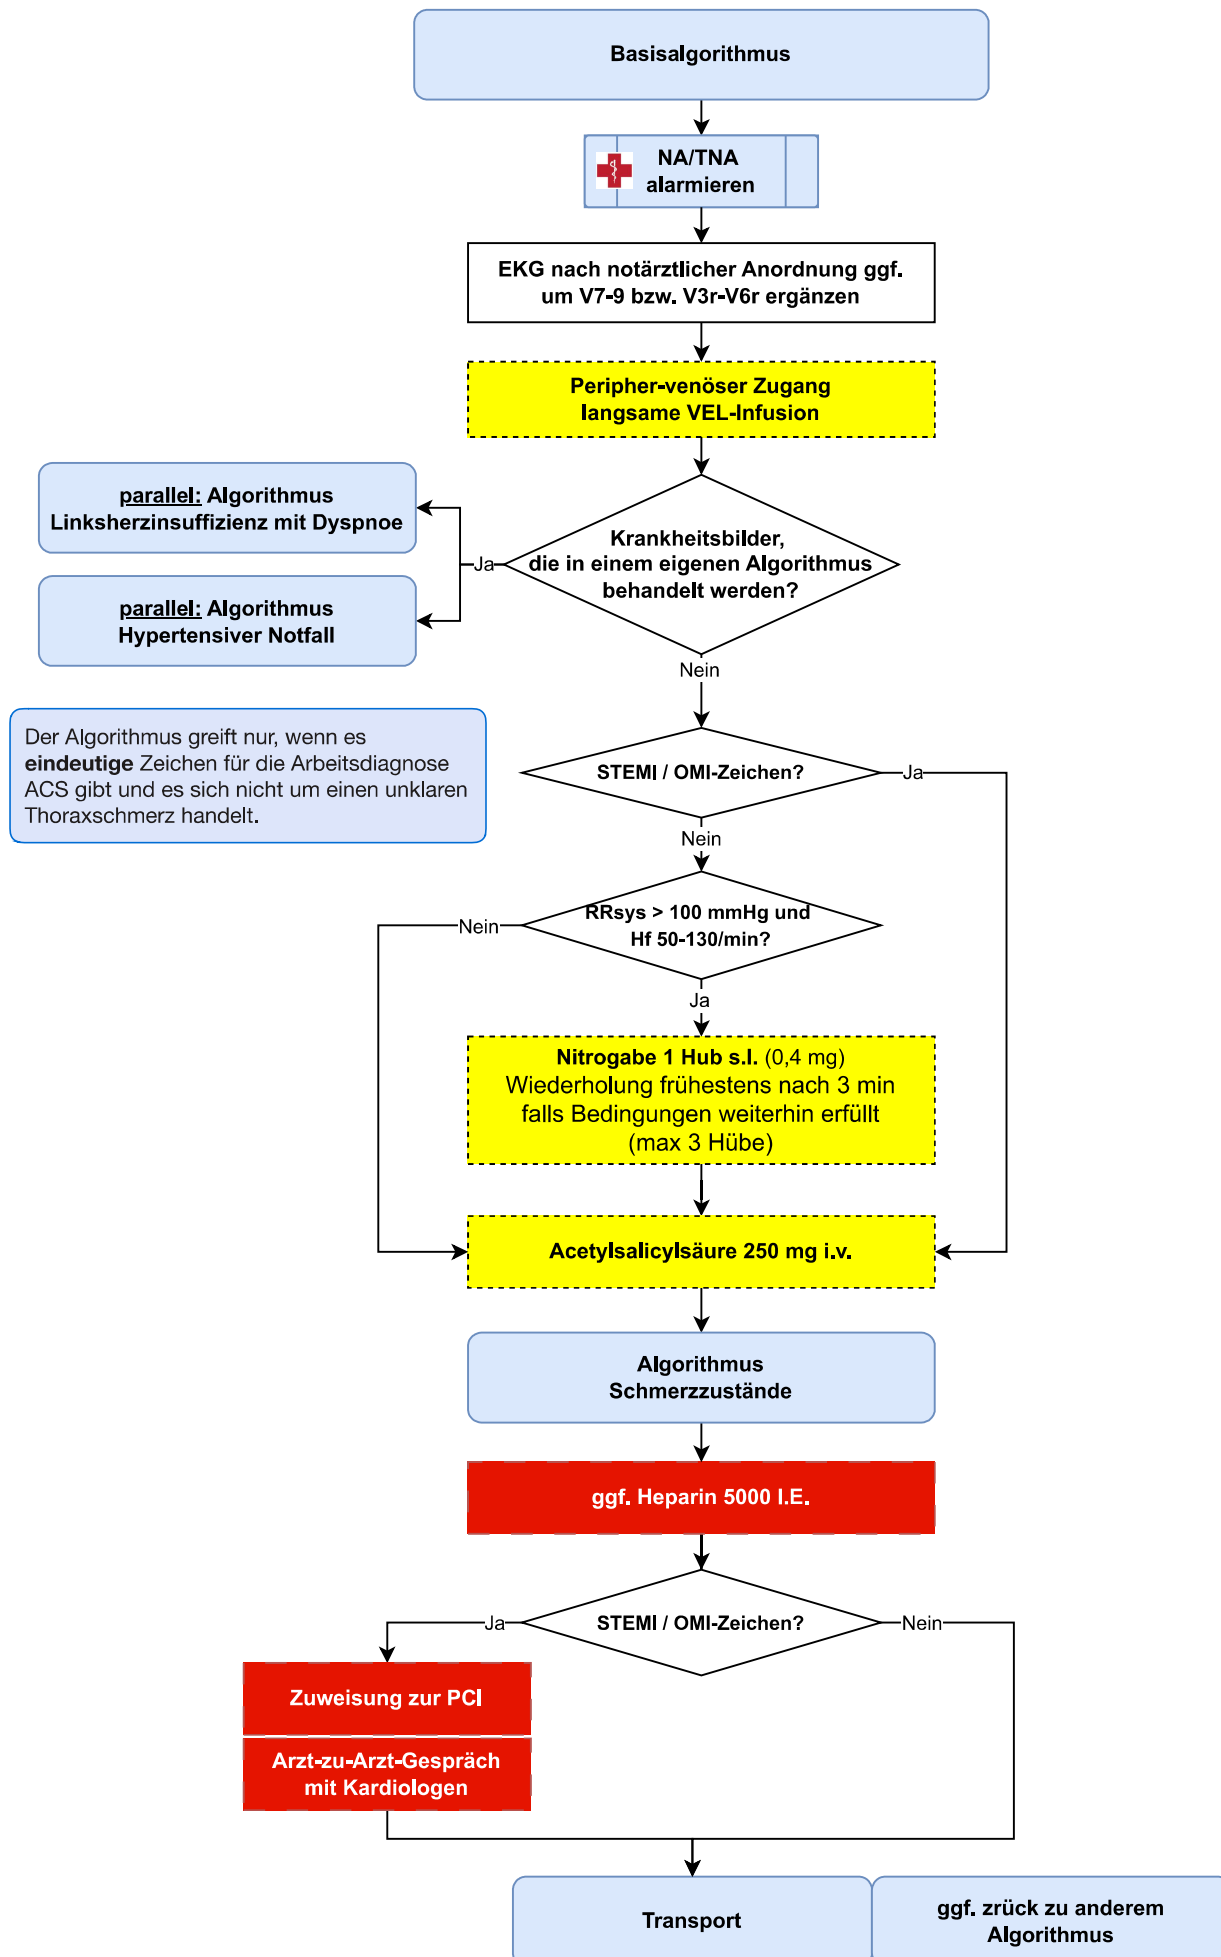 Basisalgorithmus
NA/TNA
alarmieren
EKG nach notärztlicher Anordnung ggf.
um V7-9 bzw. V3r-V6r ergänzen
Peripher-venöser Zugang
langsame VEL-Infusion
parallel: Algorithmus
Linksherzinsuffizienz mit Dyspnoe
Krankheitsbilder,
die in einem eigenen Algorithmus
behandelt werden?
Ja
parallel: Algorithmus
Hypertensiver Notfall
Nein
Der Algorithmus greift nur, wenn es
eindeutige Zeichen für die Arbeitsdiagnose
ACS gibt und es sich nicht um einen unklaren
Thoraxschmerz handelt.
STEMI / OMI-Zeichen?
Ja
Nein
RRsys > 100 mmHg und
Hf 50-130/min?
Nein
Ja
Nitrogabe 1 Hub s.l. (0,4 mg)
Wiederholung frühestens nach 3 min
falls Bedingungen weiterhin erfüllt
(max 3 Hübe)
Acetylsalicylsäure 250 mg i.v.
Algorithmus
Schmerzzustände
ggf. Heparin 5000 I.E.
STEMI / OMI-Zeichen?
Ja
Nein
Zuweisung zur PCI
Arzt-zu-Arzt-Gespräch
mit Kardiologen
Transport
ggf. zrück zu anderem
Algorithmus